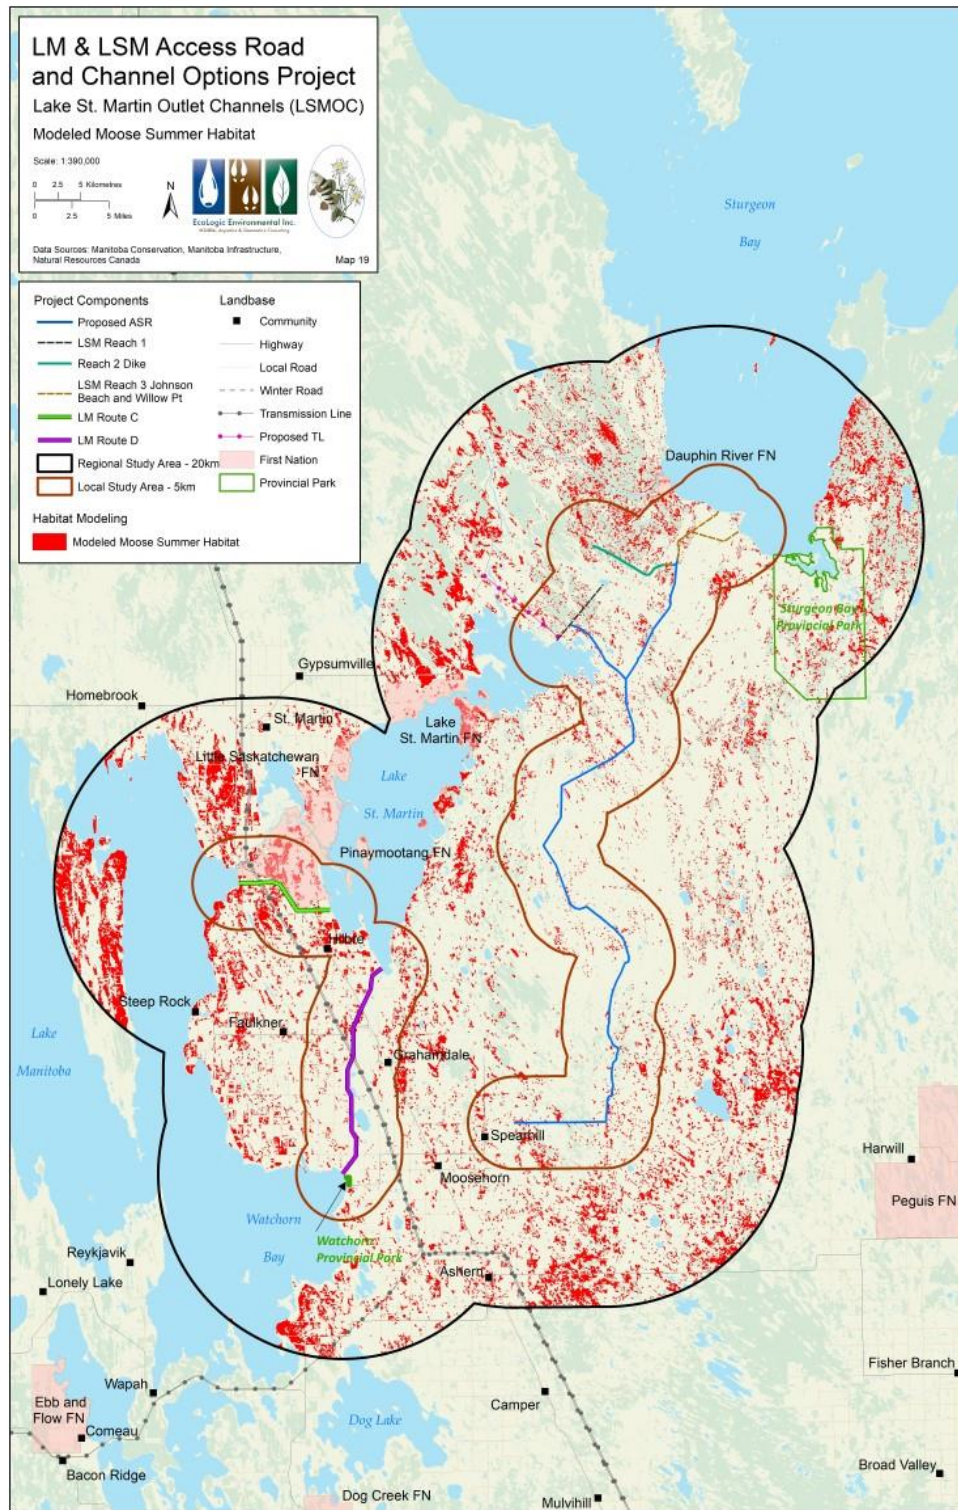 LM & LSM Access Road
and Channel Options Project
Lake St. Martin Outlet Channels (LSMOC)
Modeled Moose Summer Habitat
Scale: 1:390,000
0 2.5 5 Kilometres
0 2.5 5 Miles
N
EcoLogic Environmental Inc.
Data Sources: Manitoba Conservation, Manitoba Infrastructure,
Natural Resources Canada
Map 19
Project Components
Proposed ASR
LSM Reach 1
Reach 2 Dike
LSM Reach 3 Johnson
Beach and Willow Pt
LM Route C
LM Route D
Regional Study Area - 20km
Local Study Area - 5km
Habitat Modeling
Modeled Moose Summer Habitat
Landbase
Community
Highway
Local Road
Winter Road
Transmission Line
Proposed TL
First Nation
Provincial Park
Sturgeon
Bay
Dauphin River FN
Sturgeon Bay
Provincial Park
Gypsumville
Homebrook
St. Martin
Lake
St. Martin FN
Little Saskatchewan
FN
Lake
St. Martin
Pinaymootang FN
Hilbre
Steep Rock
Faulkner
Lake
Manitoba
Grahamdale
Spearhill
Moosehorn
Harwill
Peguis FN
Watchorn
Bay
Watchorn
Provincial Park
Reykjavik
Lonely Lake
Ashern
Fisher Branch
Wapah
Ebb and
Flow FN
Comeau
Camper
Dog Lake
Bacon Ridge
Broad Valley
Dog Creek FN
Mulvihill